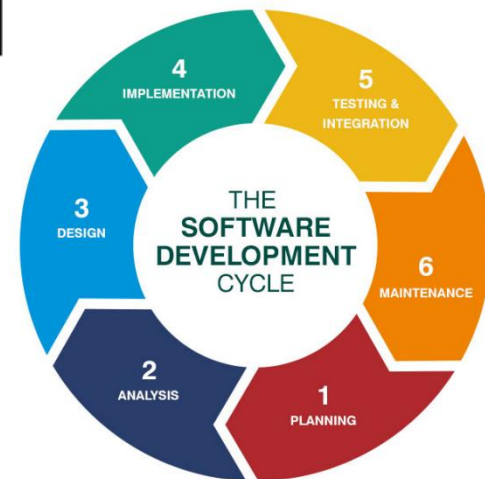 THE
SOFTWARE
DEVELOPMENT
CYCLE
1
PLANNING
2
ANALYSIS
3
DESIGN
4
IMPLEMENTATION
5
TESTING &
INTEGRATION
6
MAINTENANCE